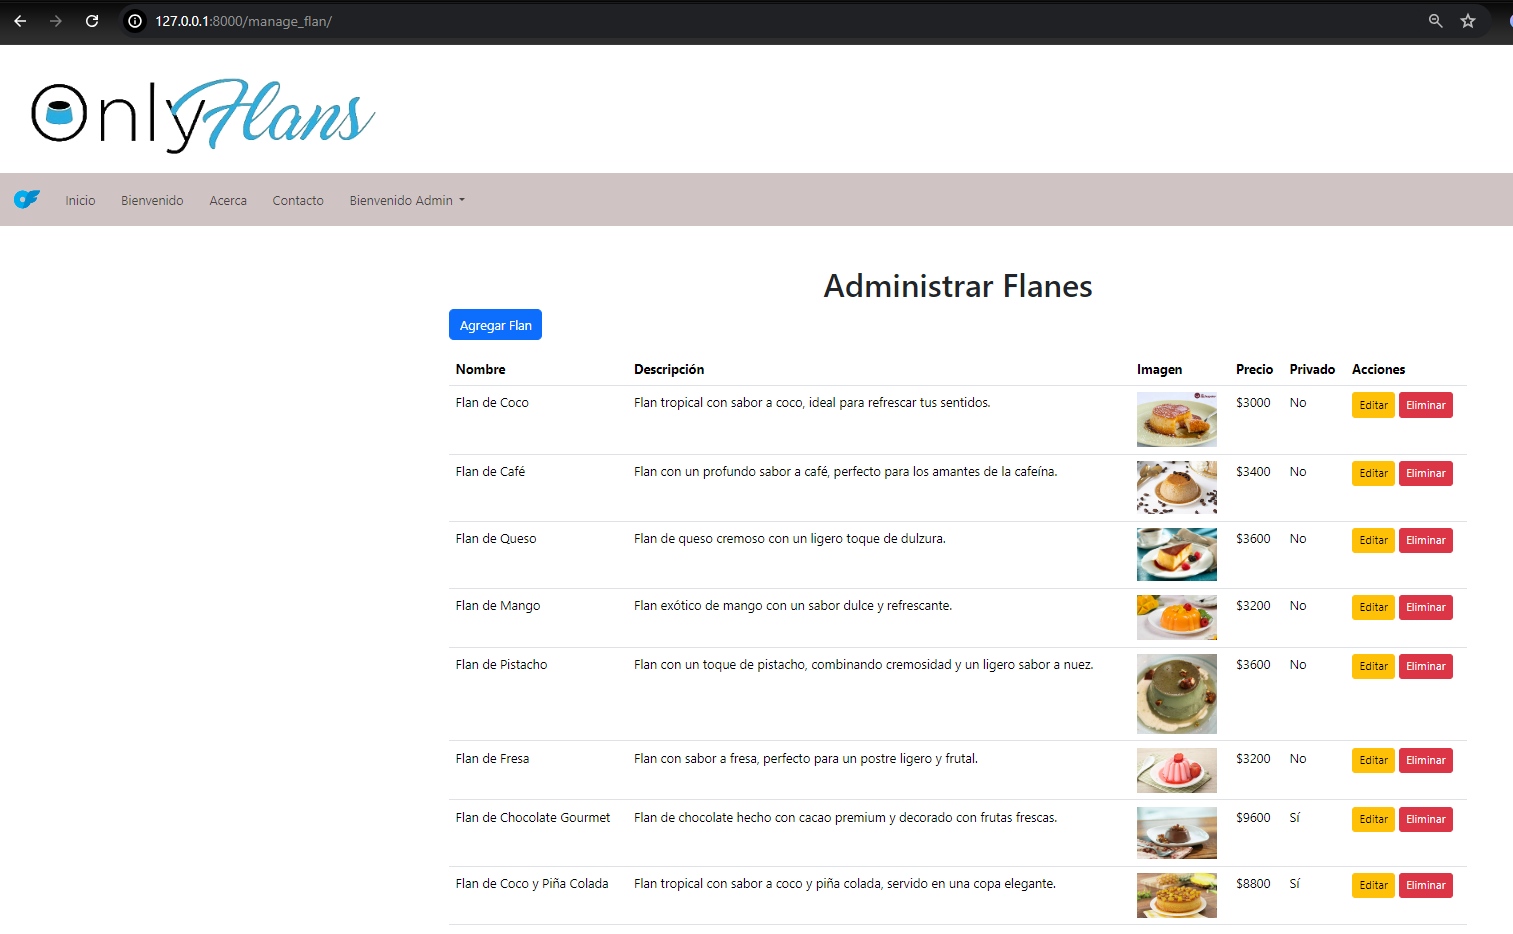 127.0.0.1:8000/manage_flan/
OnlyFlans
Inicio Bienvenido Acerca Contacto Bienvenido Admin
Administrar Flanes
Agregar Flan
Nombre Descripción Imagen Precio Privado Acciones
Flan de Coco Flan tropical con sabor a coco, ideal para refrescar tus sentidos. $3000 No Editar Eliminar
Flan de Café Flan con un profundo sabor a café, perfecto para los amantes de la cafeína. $3400 No Editar Eliminar
Flan de Queso Flan de queso cremoso con un ligero toque de dulzura. $3600 No Editar Eliminar
Flan de Mango Flan exótico de mango con un sabor dulce y refrescante. $3200 No Editar Eliminar
Flan de Pistacho Flan con un toque de pistacho, combinando cremosidad y un ligero sabor a nuez. $3600 No Editar Eliminar
Flan de Fresa Flan con sabor a fresa, perfecto para un postre ligero y frutal. $3200 No Editar Eliminar
Flan de Chocolate Gourmet Flan de chocolate hecho con cacao premium y decorado con frutas frescas. $9600 Sí Editar Eliminar
Flan de Coco y Piña Colada Flan tropical con sabor a coco y piña colada, servido en una copa elegante. $8800 Sí Editar Eliminar